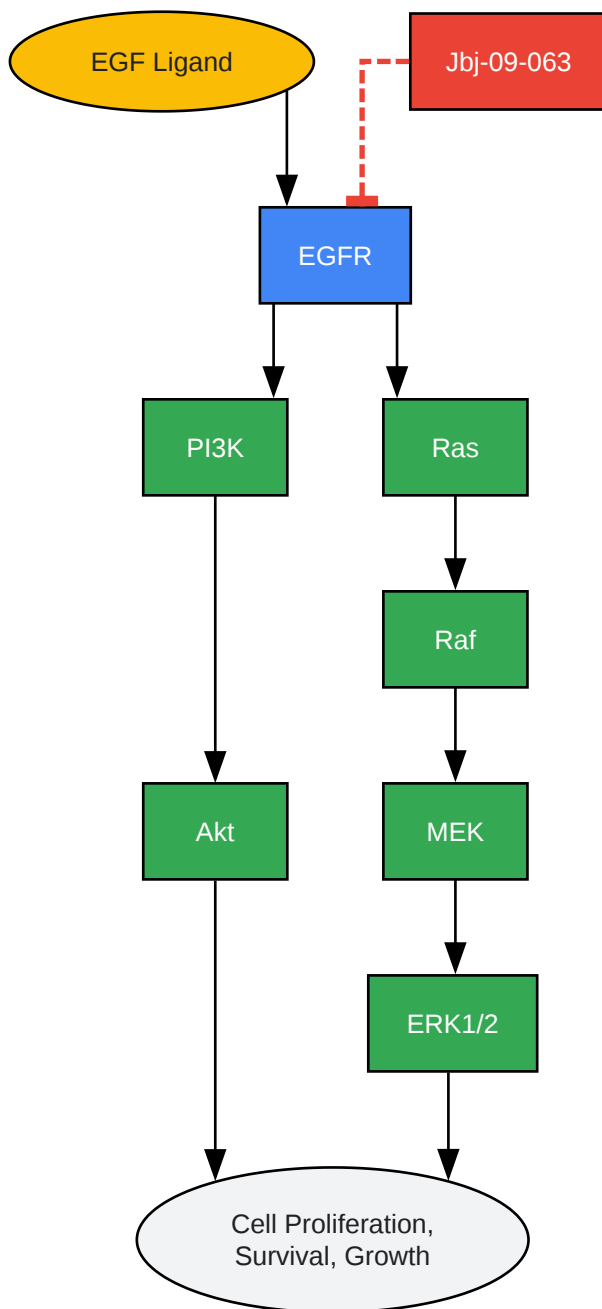 EGF Ligand
Jbj-09-063
EGFR
PI3K
Ras
Raf
Akt
MEK
ERK1/2
Cell Proliferation,
Survival, Growth